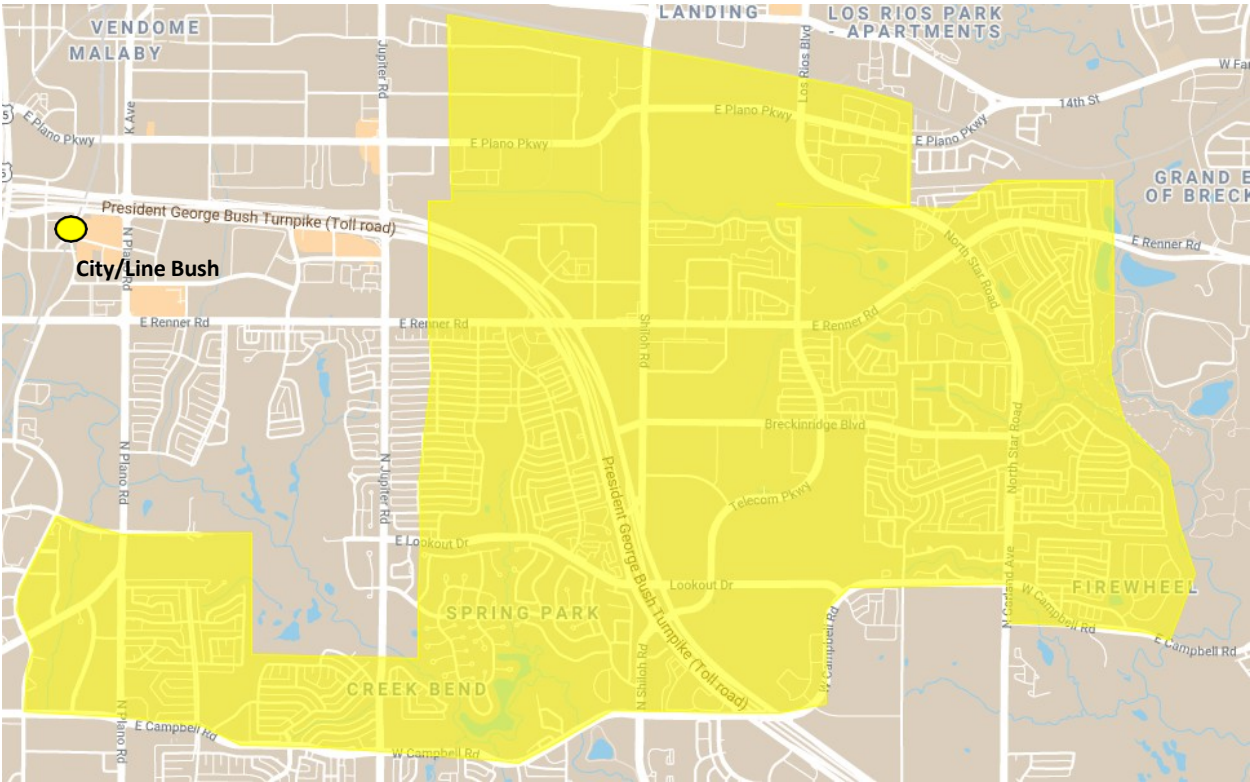 VENDOME
MALABY
LANDING
LOS RIOS PARK
- APARTMENTS
Jupiter Rd
Los Rios Blvd
W Far
5
K Ave
14th St
E Plano Pkwy
E Plano Pkwy
E Plano Pkwy
E Plano Pkwy
5
GRAND E
OF BRECK
President George Bush Turnpike (Toll road)
N Plano Rd
City/Line Bush
North Star Road
E Renner Rd
E Renner Rd
E Renner Rd
E Renner Rd
Shiloh Rd
Breckinridge Blvd
N Plano Rd
N Jupiter Rd
President George Bush Turnpike (Toll road)
North Star Road
Telecom Pkwy
E Lookout Dr
Lookout Dr
SPRING PARK
FIREWHEEL
N Garland Ave
W Campbell Rd
W Campbell Rd
E Campbell Rd
N Shiloh Rd
CREEK BEND
N Plano Rd
E Campbell Rd
W Campbell Rd